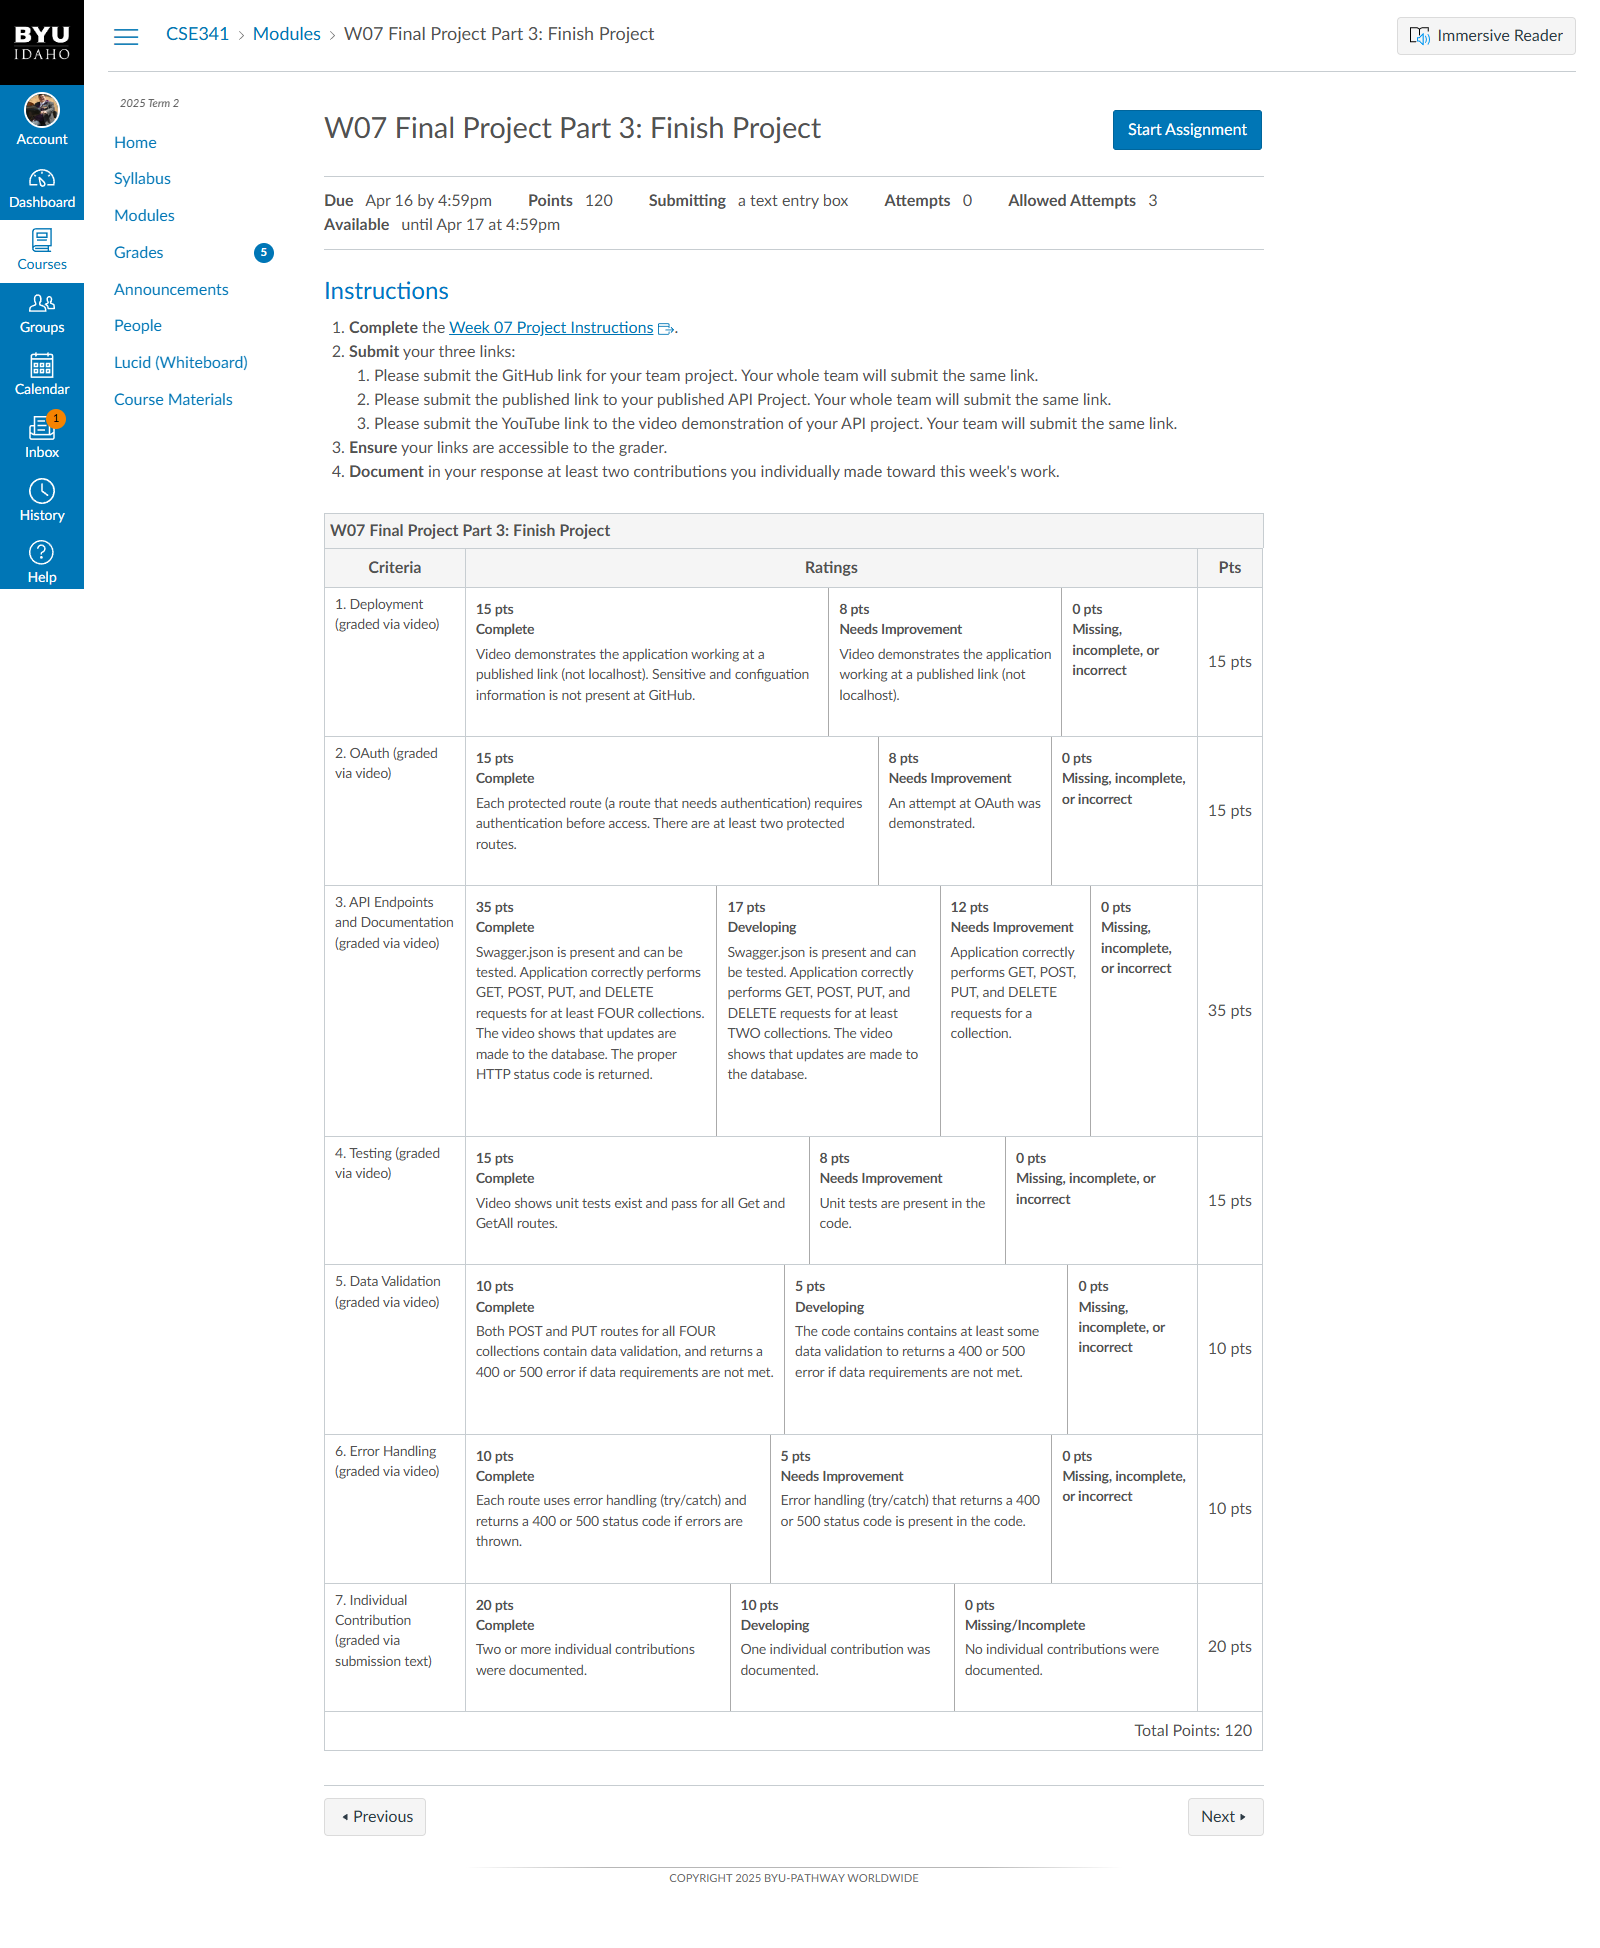 BYU
IDAHO
CSE341 > Modules > W07 Final Project Part 3: Finish Project
Immersive Reader
Account
Dashboard
Courses
Groups
Calendar
1
Inbox
History
Help
2025 Term 2
Home
Syllabus
Modules
Grades 5
Announcements
People
Lucid (Whiteboard)
Course Materials
W07 Final Project Part 3: Finish Project
Start Assignment
Due Apr 16 by 4:59pm Points 120 Submitting a text entry box Attempts 0 Allowed Attempts 3
Available until Apr 17 at 4:59pm
Instructions
1. Complete the Week 07 Project Instructions.
2. Submit your three links:
1. Please submit the GitHub link for your team project. Your whole team will submit the same link.
2. Please submit the published link to your published API Project. Your whole team will submit the same link.
3. Please submit the YouTube link to the video demonstration of your API project. Your team will submit the same link.
3. Ensure your links are accessible to the grader.
4. Document in your response at least two contributions you individually made toward this week's work.
W07 Final Project Part 3: Finish Project
Criteria Ratings Pts
1. Deployment
(graded via video)
15 pts
Complete
Video demonstrates the application working at a
published link (not localhost). Sensitive and configuation
information is not present at GitHub.
8 pts
Needs Improvement
Video demonstrates the application
working at a published link (not
localhost).
0 pts
Missing,
incomplete, or
incorrect
15 pts
2. OAuth (graded
via video)
15 pts
Complete
Each protected route (a route that needs authentication) requires
authentication before access. There are at least two protected
routes.
8 pts
Needs Improvement
An attempt at OAuth was
demonstrated.
0 pts
Missing, incomplete,
or incorrect
15 pts
3. API Endpoints
and Documentation
(graded via video)
35 pts
Complete
Swagger.json is present and can be
tested. Application correctly performs
GET, POST, PUT, and DELETE
requests for at least FOUR collections.
The video shows that updates are
made to the database. The proper
HTTP status code is returned.
17 pts
Developing
Swagger.json is present and can
be tested. Application correctly
performs GET, POST, PUT, and
DELETE requests for at least
TWO collections. The video
shows that updates are made to
the database.
12 pts
Needs Improvement
Application correctly
performs GET, POST,
PUT, and DELETE
requests for a
collection.
0 pts
Missing,
incomplete,
or incorrect
35 pts
4. Testing (graded
via video)
15 pts
Complete
Video shows unit tests exist and pass for all Get and
GetAll routes.
8 pts
Needs Improvement
Unit tests are present in the
code.
0 pts
Missing, incomplete, or
incorrect
15 pts
5. Data Validation
(graded via video)
10 pts
Complete
Both POST and PUT routes for all FOUR
collections contain data validation, and returns a
400 or 500 error if data requirements are not met.
5 pts
Developing
The code contains contains at least some
data validation to returns a 400 or 500
error if data requirements are not met.
0 pts
Missing,
incomplete, or
incorrect
10 pts
6. Error Handling
(graded via video)
10 pts
Complete
Each route uses error handling (try/catch) and
returns a 400 or 500 status code if errors are
thrown.
5 pts
Needs Improvement
Error handling (try/catch) that returns a 400
or 500 status code is present in the code.
0 pts
Missing, incomplete,
or incorrect
10 pts
7. Individual
Contribution
(graded via
submission text)
20 pts
Complete
Two or more individual contributions
were documented.
10 pts
Developing
One individual contribution was
documented.
0 pts
Missing/Incomplete
No individual contributions were
documented.
20 pts
Total Points: 120
Previous
Next
COPYRIGHT 2025 BYU-PATHWAY WORLDWIDE